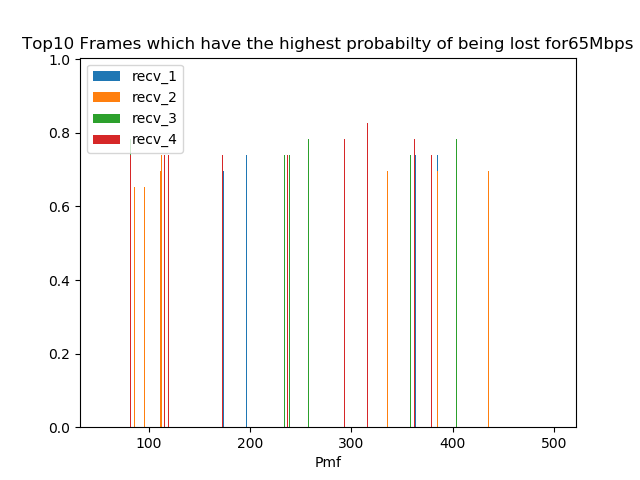 Top10 Frames which have the highest probabilty of being lost for65Mbps
1.0
0.8
0.6
0.4
0.2
0.0
recv_1
recv_2
recv_3
recv_4
100 200 300 400 500
Pmf